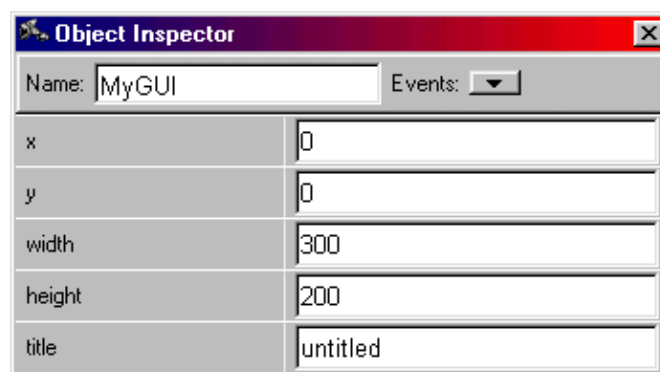 Object Inspector
Name: MyGUI Events:
x 0
y 0
width 300
height 200
title untitled